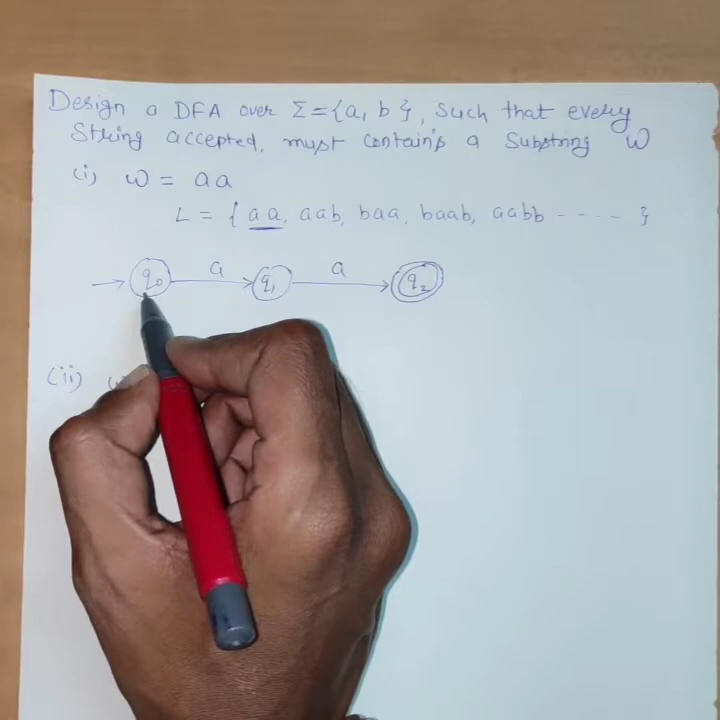 Design a DFA over Σ={a, b}, such that every
string accepted, must contain's a substring W
(i) w = aa
L = { aa, aab, baa, baab, aabb - - - - - }
→ q₀ a → q₁ a → q₂
(ii)